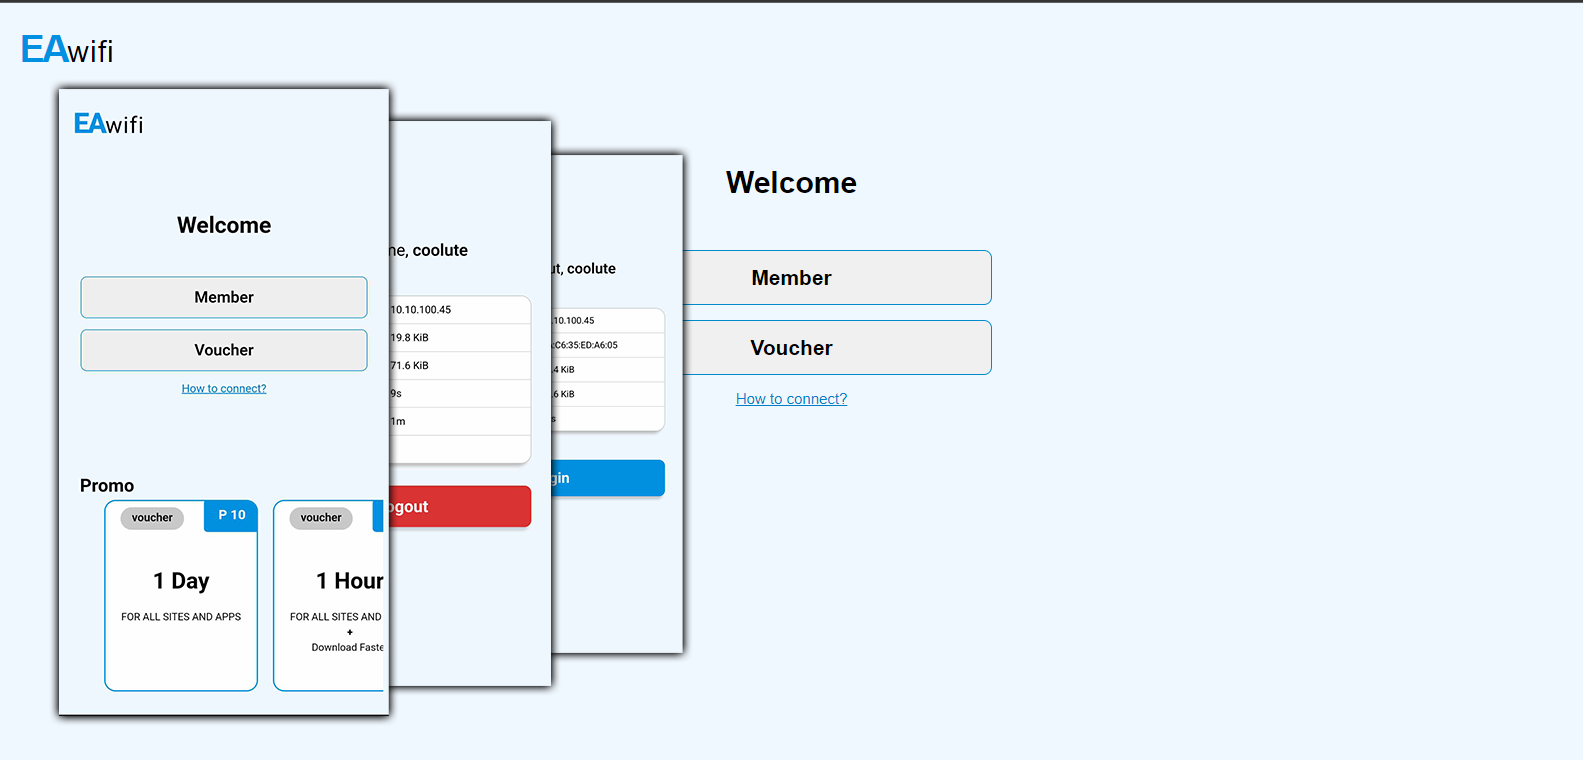 EAwifi
EAwifi
Welcome
Member
Voucher
How to connect?
Promo
voucher
P 10
1 Day
FOR ALL SITES AND APPS
voucher
1 Hour
FOR ALL SITES AND
+
Download Faste
ne, coolute
10.10.100.45
19.8 KiB
71.6 KiB
9s
1m
ogout
ut, coolute
.10.100.45
:C6:35:ED:A6:05
.4 KiB
.6 KiB
s
gin
Welcome
Member
Voucher
How to connect?